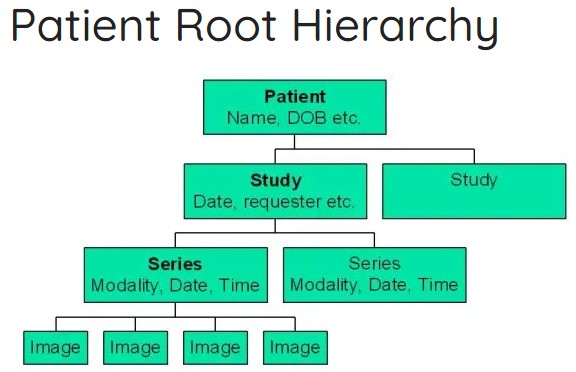 Patient Root Hierarchy
Patient
Name, DOB etc.
Study
Date, requester etc.
Study
Series
Modality, Date, Time
Series
Modality, Date, Time
Image
Image
Image
Image